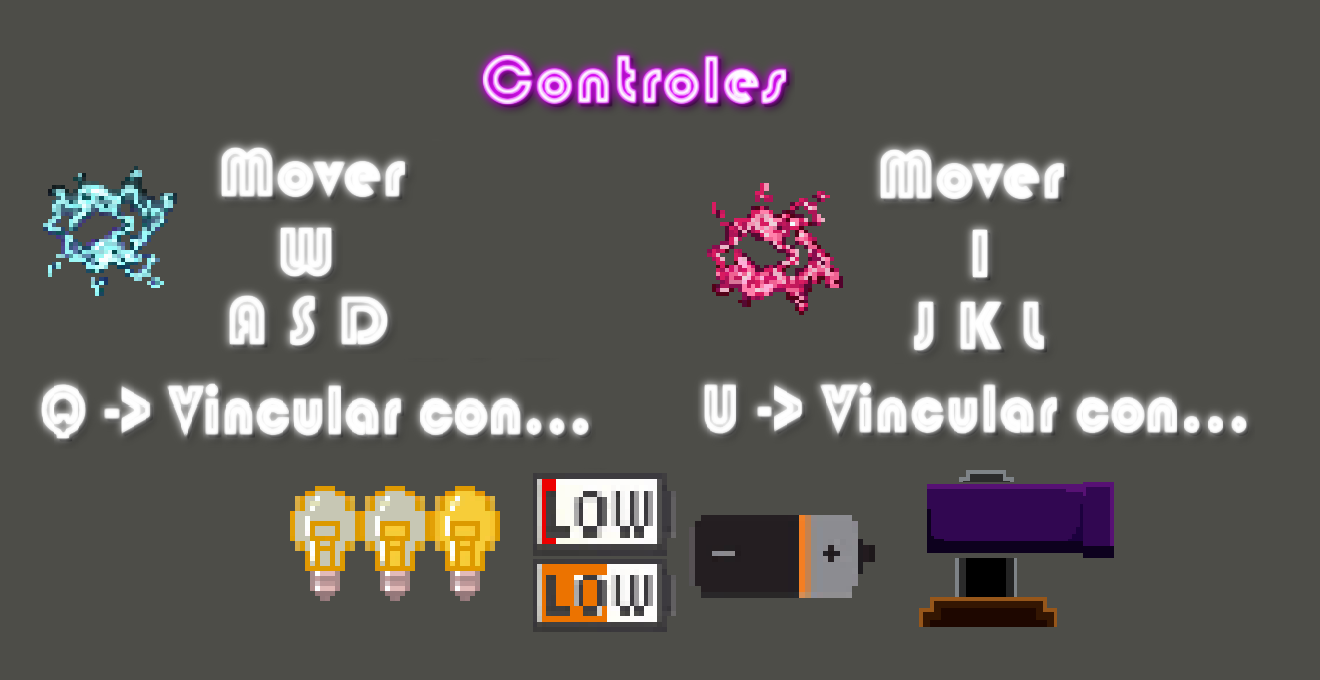 Controles
Mover
W
A S D
Q -> Vincular con...
Mover
I
J K L
U -> Vincular con...
LOW
LOW
- +